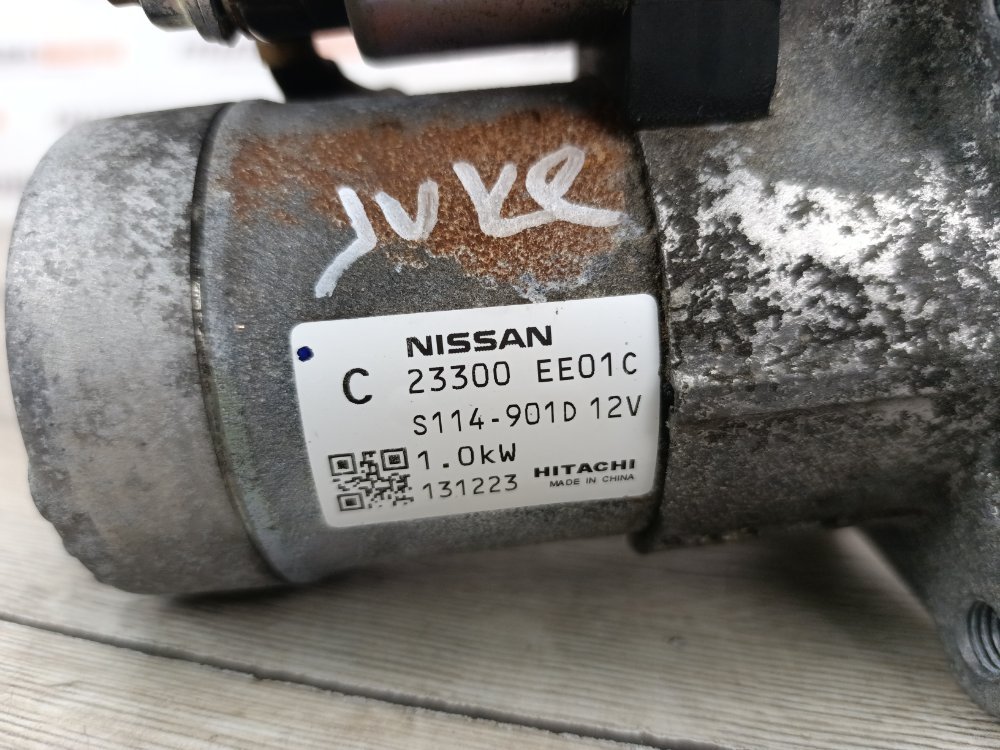 JUKe
NISSAN
C 23300 EE01C
S114-901D 12V
1.0kW
131223 HITACHI
MADE IN CHINA